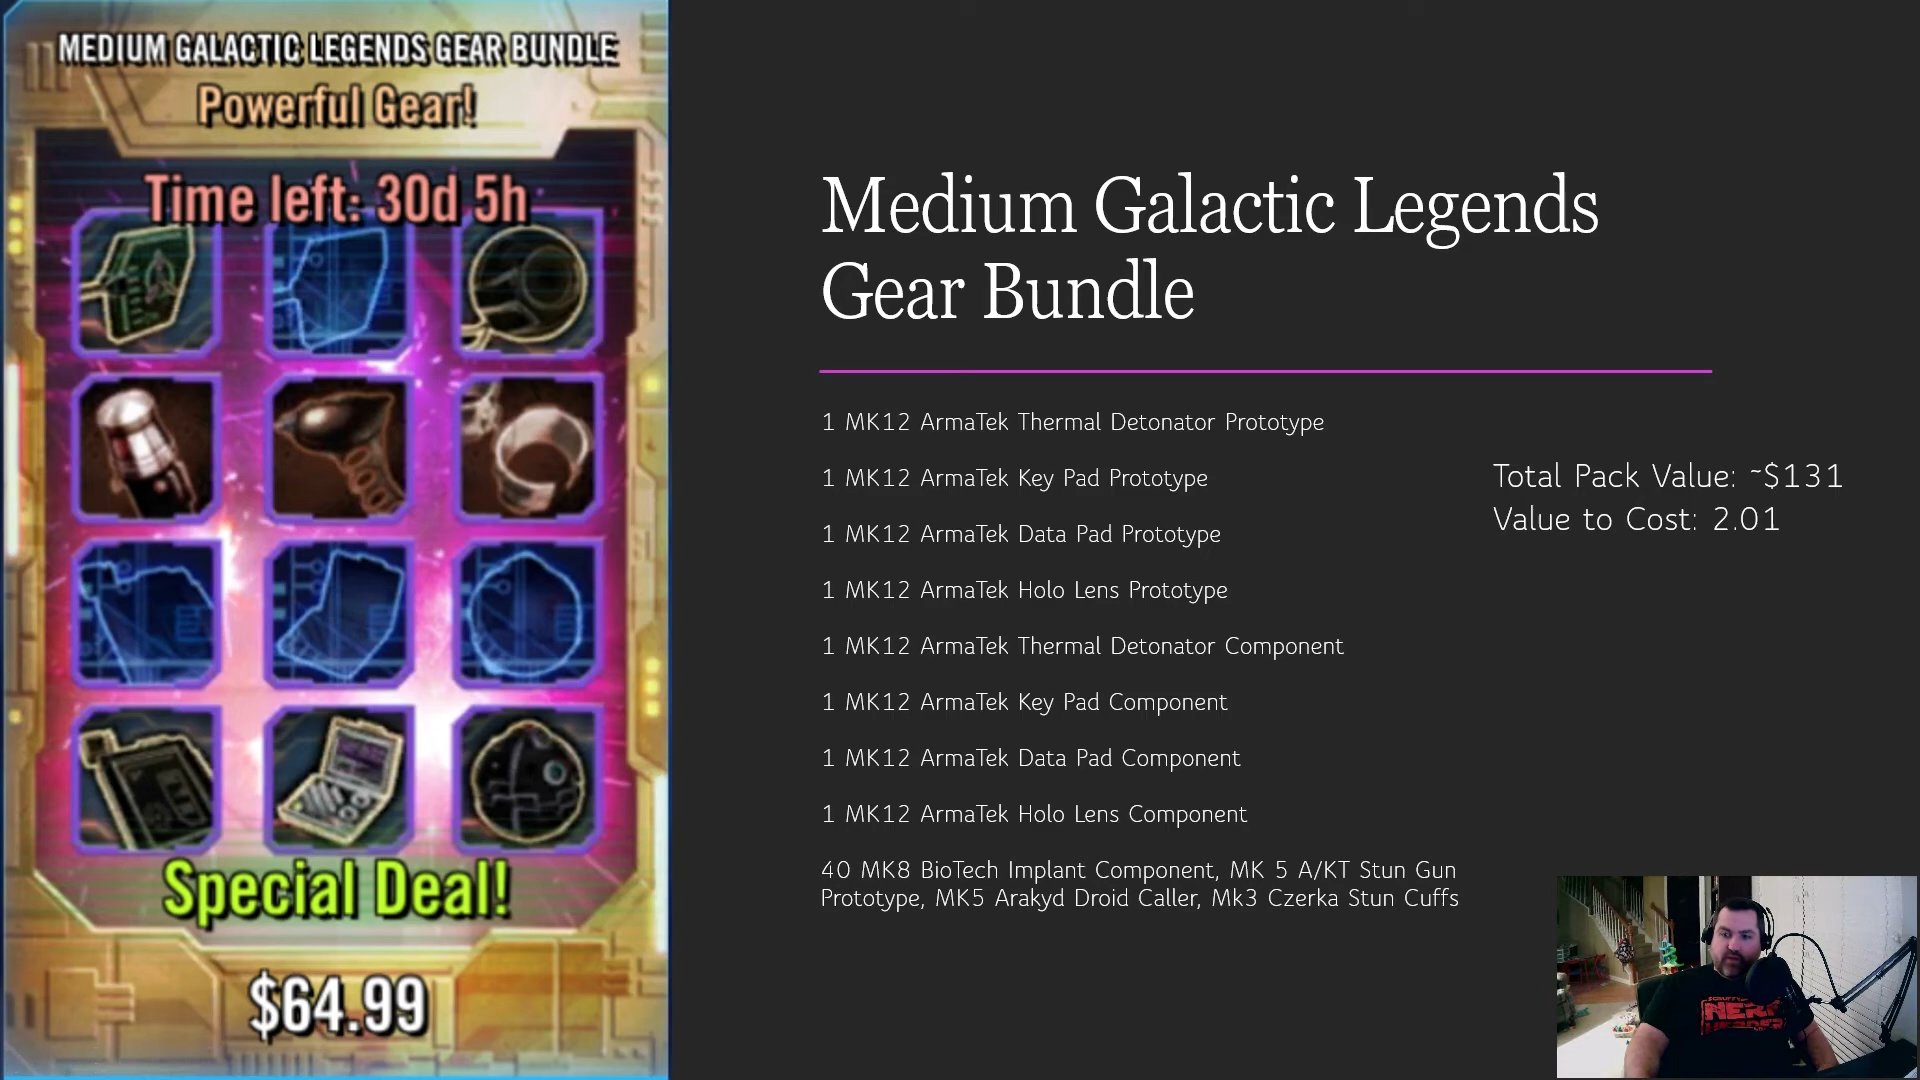 MEDIUM GALACTIC LEGENDS GEAR BUNDLE
Powerful Gear!
Time left: 30d 5h
Special Deal!
$64.99
Medium Galactic Legends
Gear Bundle
1 MK12 ArmaTek Thermal Detonator Prototype
1 MK12 ArmaTek Key Pad Prototype
1 MK12 ArmaTek Data Pad Prototype
1 MK12 ArmaTek Holo Lens Prototype
1 MK12 ArmaTek Thermal Detonator Component
1 MK12 ArmaTek Key Pad Component
1 MK12 ArmaTek Data Pad Component
1 MK12 ArmaTek Holo Lens Component
40 MK8 BioTech Implant Component, MK 5 A/KT Stun Gun
Prototype, MK5 Arakyd Droid Caller, Mk3 Czerka Stun Cuffs
Total Pack Value: ~$131
Value to Cost: 2.01
NERF
HERDER